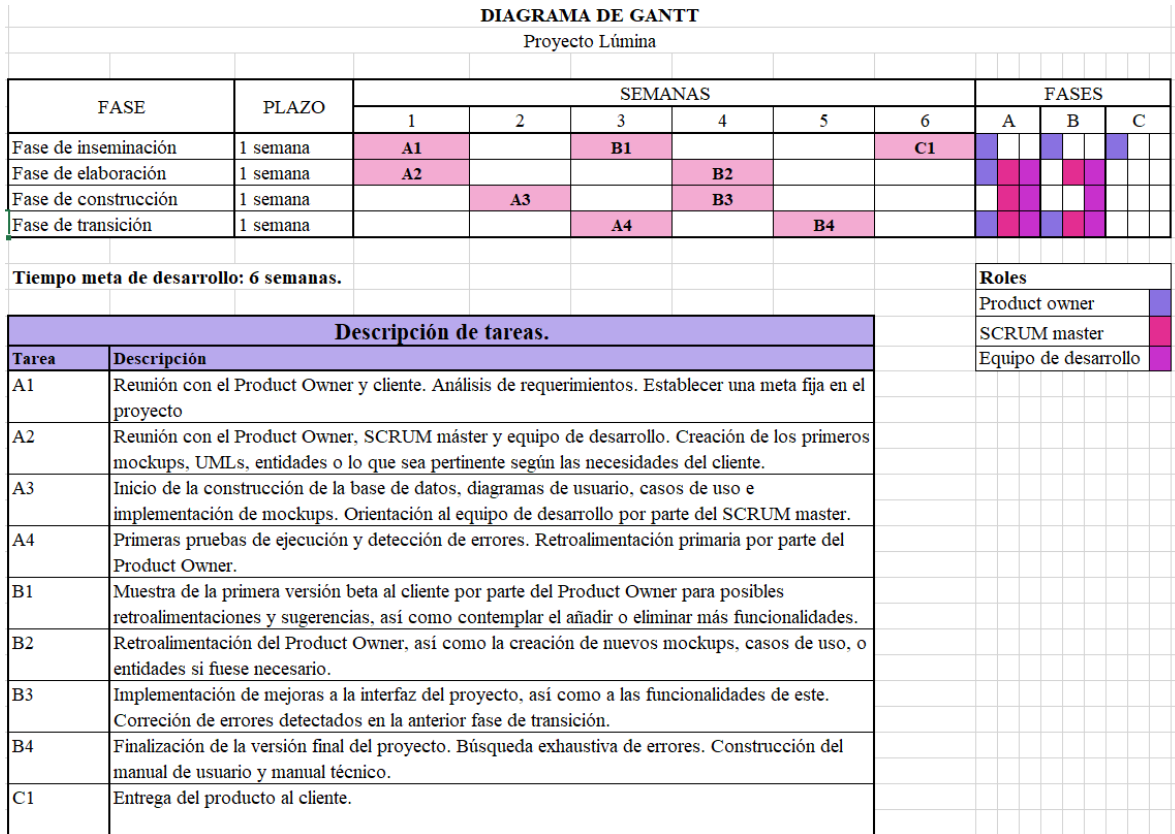 DIAGRAMA DE GANTT
Proyecto Lúmina
FASE PLAZO SEMANAS FASES
1 2 3 4 5 6 A B C
Fase de inseminación 1 semana A1 B1 C1
Fase de elaboración 1 semana A2 B2
Fase de construcción 1 semana A3 B3
Fase de transición 1 semana A4 B4
Tiempo meta de desarrollo: 6 semanas.
Roles
Product owner
SCRUM master
Equipo de desarrollo
Descripción de tareas.
Tarea Descripción
A1 Reunión con el Product Owner y cliente. Análisis de requerimientos. Establecer una meta fija en el
proyecto
A2 Reunión con el Product Owner, SCRUM máster y equipo de desarrollo. Creación de los primeros
mockups, UMLs, entidades o lo que sea pertinente según las necesidades del cliente.
A3 Inicio de la construcción de la base de datos, diagramas de usuario, casos de uso e
implementación de mockups. Orientación al equipo de desarrollo por parte del SCRUM master.
A4 Primeras pruebas de ejecución y detección de errores. Retroalimentación primaria por parte del
Product Owner.
B1 Muestra de la primera versión beta al cliente por parte del Product Owner para posibles
retroalimentaciones y sugerencias, así como contemplar el añadir o eliminar más funcionalidades.
B2 Retroalimentación del Product Owner, así como la creación de nuevos mockups, casos de uso, o
entidades si fuese necesario.
B3 Implementación de mejoras a la interfaz del proyecto, así como a las funcionalidades de este.
Correción de errores detectados en la anterior fase de transición.
B4 Finalización de la versión final del proyecto. Búsqueda exhaustiva de errores. Construcción del
manual de usuario y manual técnico.
C1 Entrega del producto al cliente.